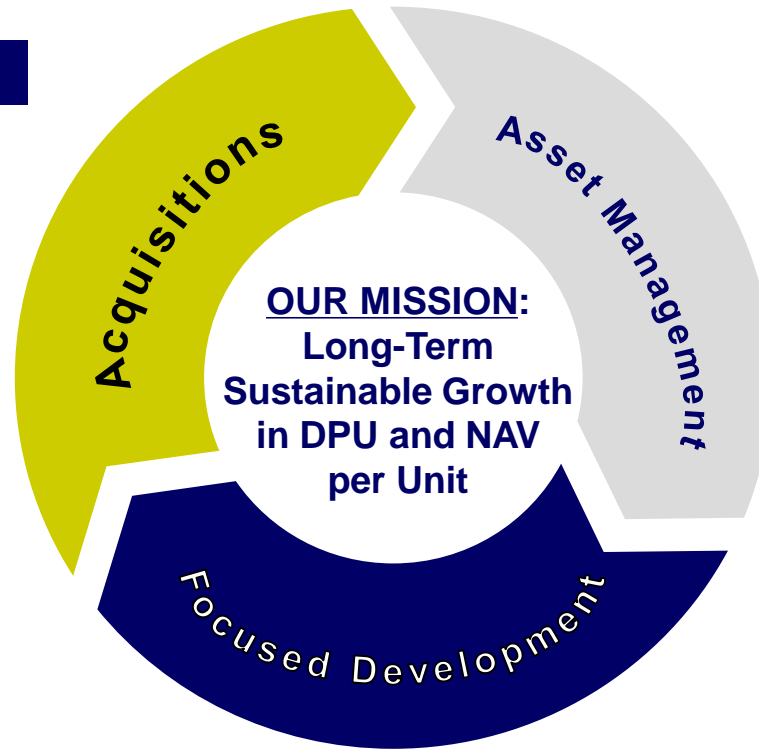 Acquisitions
Asset Management
OUR MISSION:
Long-Term
Sustainable Growth
in DPU and NAV
per Unit
Focused Development